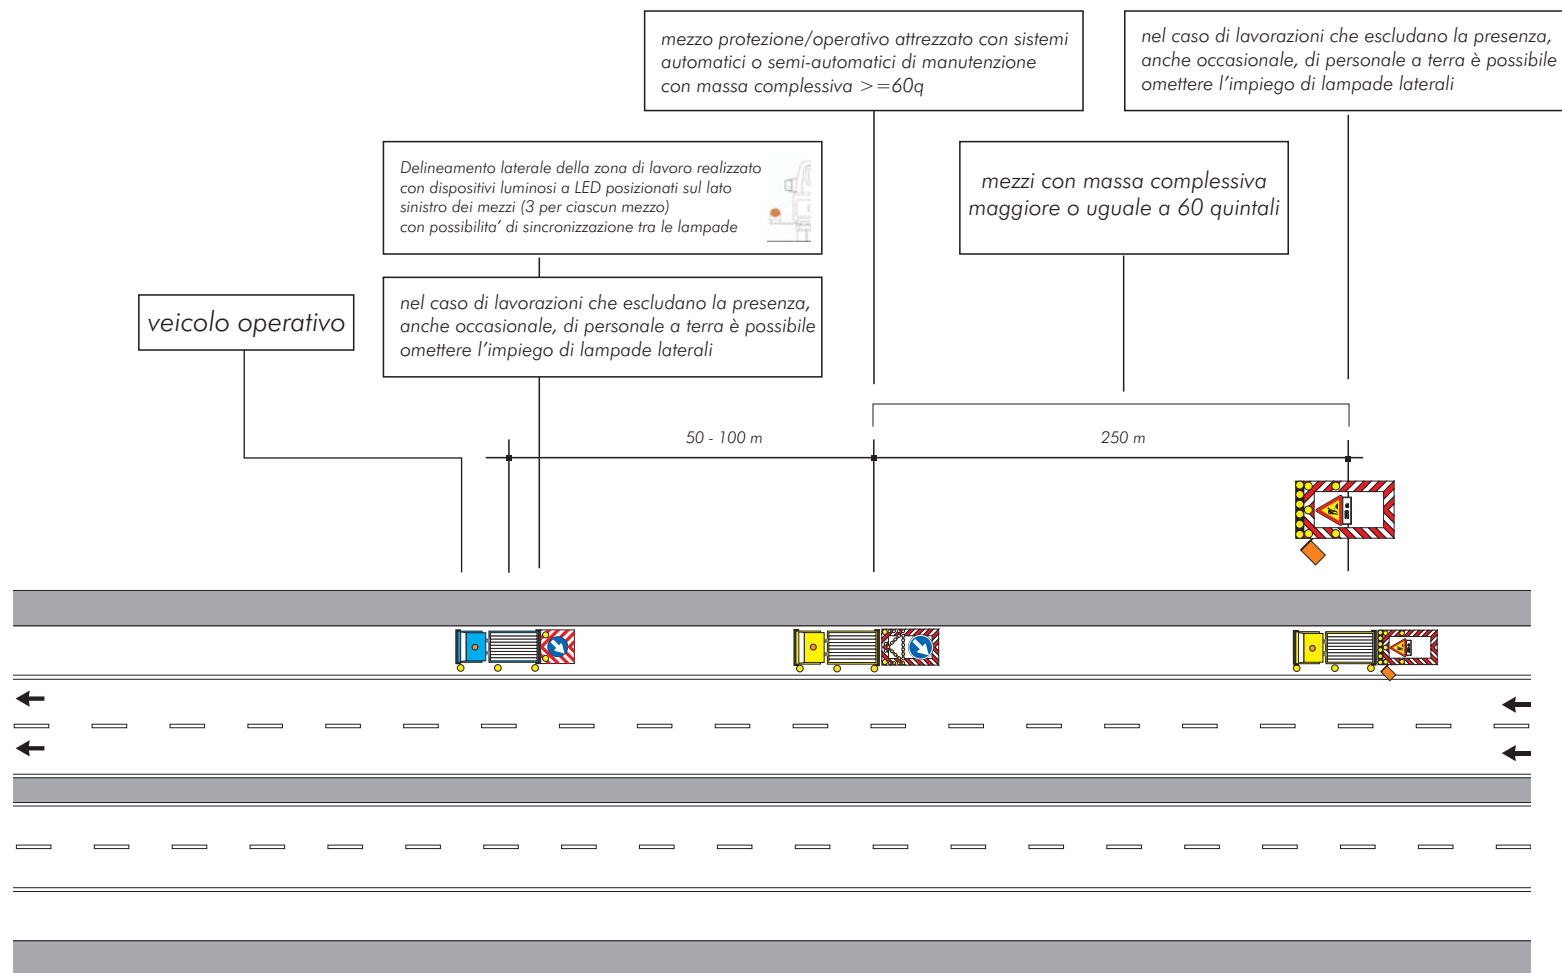 mezzo protezione/operativo attrezzato con sistemi
automatici o semi-automatici di manutenzione
con massa complessiva >=60q
nel caso di lavorazioni che escludano la presenza,
anche occasionale, di personale a terra è possibile
omettere l'impiego di lampade laterali
Delineamento laterale della zona di lavoro realizzato
con dispositivi luminosi a LED posizionati sul lato
sinistro dei mezzi (3 per ciascun mezzo)
con possibilita' di sincronizzazione tra le lampade
mezzi con massa complessiva
maggiore o uguale a 60 quintali
veicolo operativo
nel caso di lavorazioni che escludano la presenza,
anche occasionale, di personale a terra è possibile
omettere l'impiego di lampade laterali
50 - 100 m
250 m